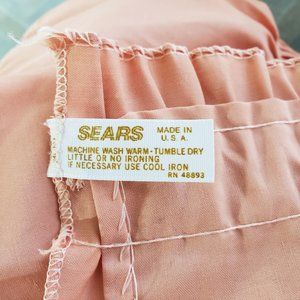 SEARS MADE IN U.S.A.
MACHINE WASH WARM-TUMBLE DRY
LITTLE OR NO IRONING
IF NECESSARY USE COOL IRON
RN 48893